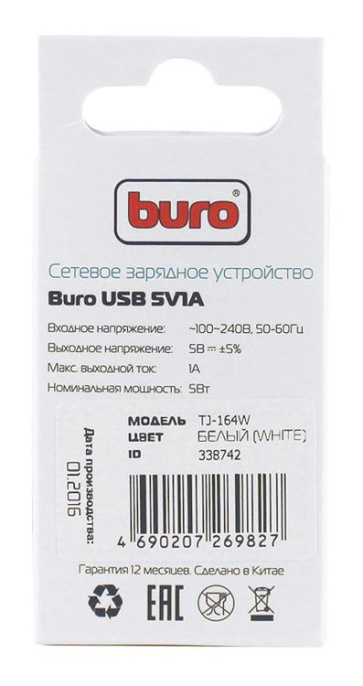 buro®
Сетевое зарядное устройство
Buro USB 5V1A
Входное напряжение: ~100~240В, 50-60Гц
Выходное напряжение: 5В ⎓ ±5%
Макс. выходной ток: 1А
Номинальная мощность: 5Вт
МОДЕЛЬ TJ-164W
ЦВЕТ БЕЛЫЙ (WHITE)
ID 338742
Дата производства:
01.2016
4 690207 269827
Гарантия 12 месяцев. Сделано в Китае
EAC